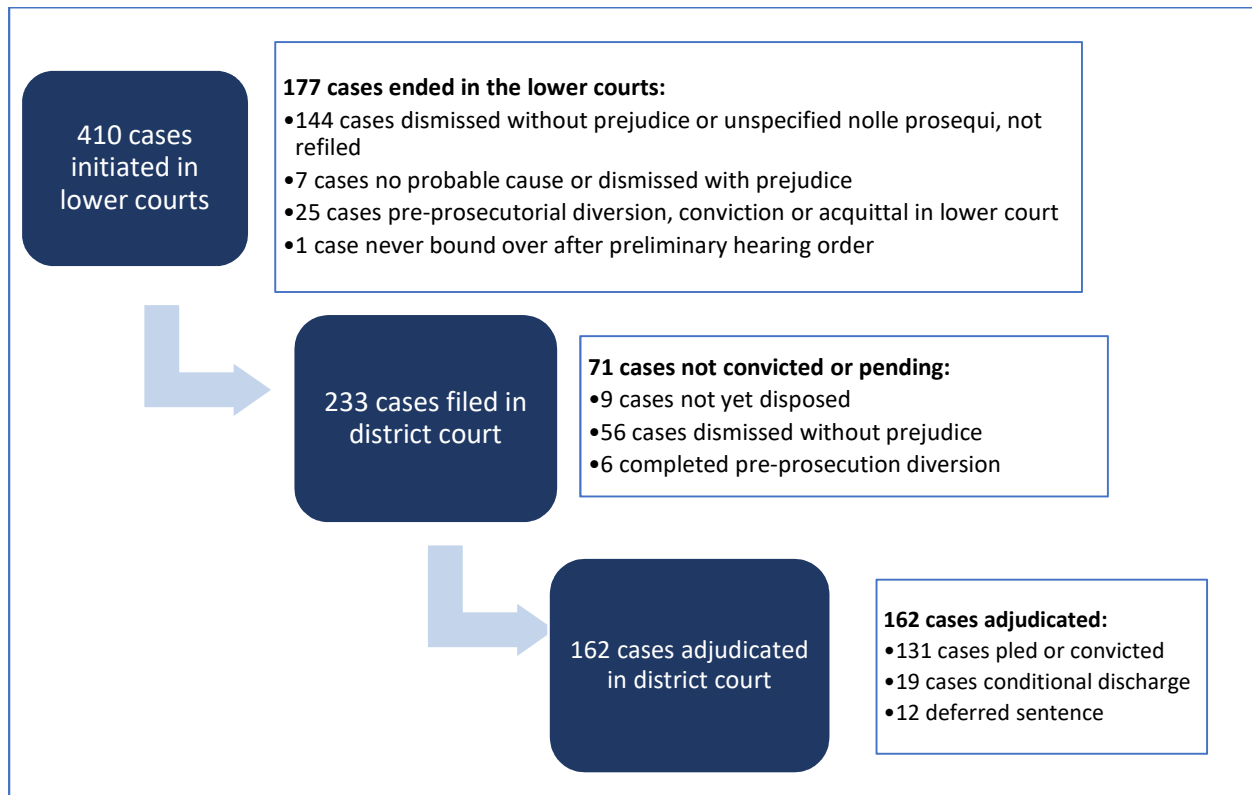 410 cases
initiated in
lower courts
177 cases ended in the lower courts:
•144 cases dismissed without prejudice or unspecified nolle prosequi, not
refiled
•7 cases no probable cause or dismissed with prejudice
•25 cases pre-prosecutorial diversion, conviction or acquittal in lower court
•1 case never bound over after preliminary hearing order
233 cases filed in
district court
71 cases not convicted or pending:
•9 cases not yet disposed
•56 cases dismissed without prejudice
•6 completed pre-prosecution diversion
162 cases adjudicated
in district court
162 cases adjudicated:
•131 cases pled or convicted
•19 cases conditional discharge
•12 deferred sentence